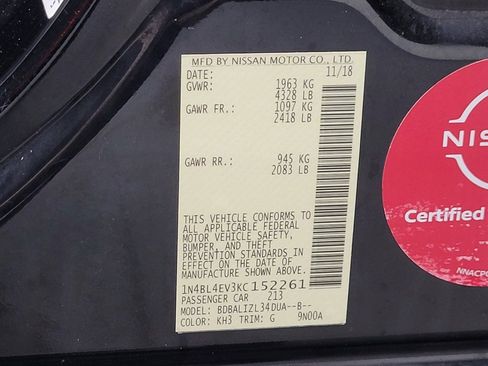 MFD BY NISSAN MOTOR CO., LTD.
DATE: 11/18
GVWR: 1963 KG
4328 LB
GAWR FR.: 1097 KG
2418 LB
GAWR RR.: 945 KG
2083 LB
THIS VEHICLE CONFORMS TO
ALL APPLICABLE FEDERAL
MOTOR VEHICLE SAFETY,
BUMPER, AND THEFT
PREVENTION STANDARDS IN
EFFECT ON THE DATE OF
MANUFACTURE SHOWN ABOVE.
1N4BL4EV3KC152261
PASSENGER CAR 213
MODEL: BDBALIZL34DUA--B--
COLOR: KH3 TRIM: G 9N00A
NIS
Certified
NNACPO